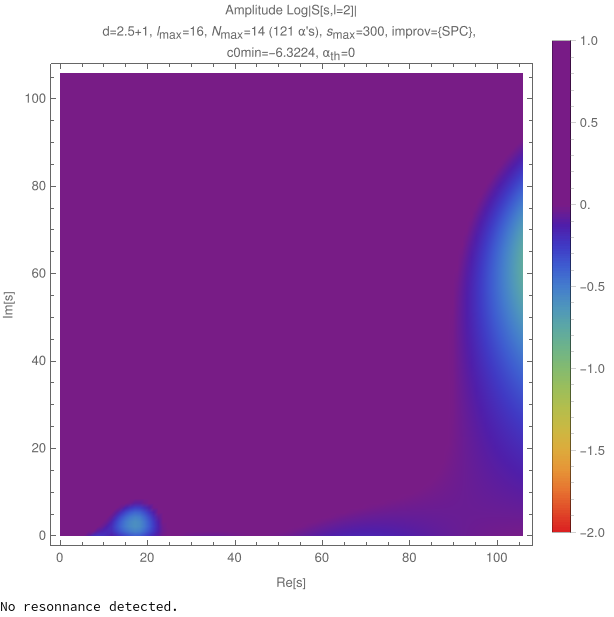 Amplitude Log|S[s,l=2]|
d=2.5+1, lmax=16, Nmax=14 (121 α's), smax=300, improv={SPC},
c0min=−6.3224, αth=0
1.0
0.5
0.
−0.5
−1.0
−1.5
−2.0
100
80
60
40
20
0
Im[s]
0 20 40 60 80 100
Re[s]
No resonnance detected.